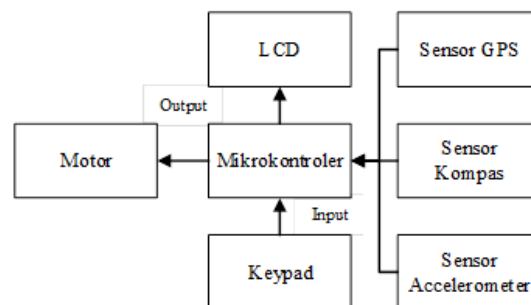 LCD
Sensor GPS
Output
Motor
Mikrokontroler
Sensor
Kompas
Input
Keypad
Sensor
Accelerometer